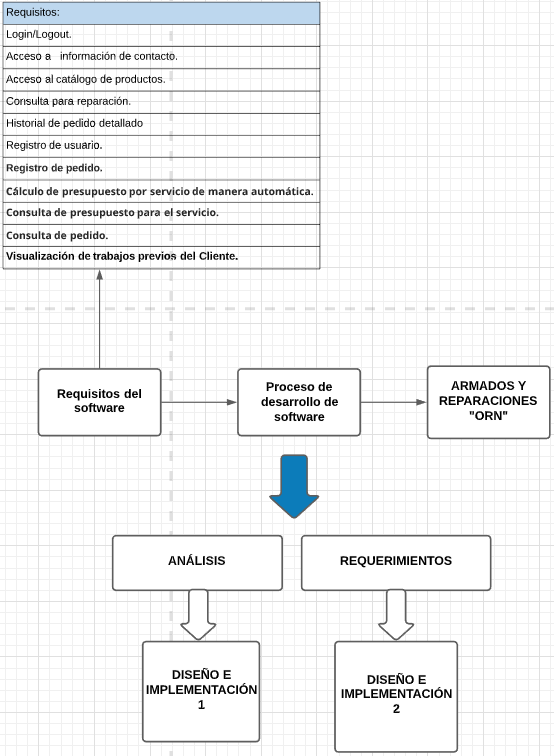 Requisitos:
Login/Logout.
Acceso a información de contacto.
Acceso al catálogo de productos.
Consulta para reparación.
Historial de pedido detallado
Registro de usuario.
Registro de pedido.
Cálculo de presupuesto por servicio de manera automática.
Consulta de presupuesto para el servicio.
Consulta de pedido.
Visualización de trabajos previos del Cliente.
Requisitos del
software
Proceso de
desarrollo de
software
ARMADOS Y
REPARACIONES
"ORN"
ANÁLISIS
REQUERIMIENTOS
DISEÑO E
IMPLEMENTACIÓN
1
DISEÑO E
IMPLEMENTACIÓN
2